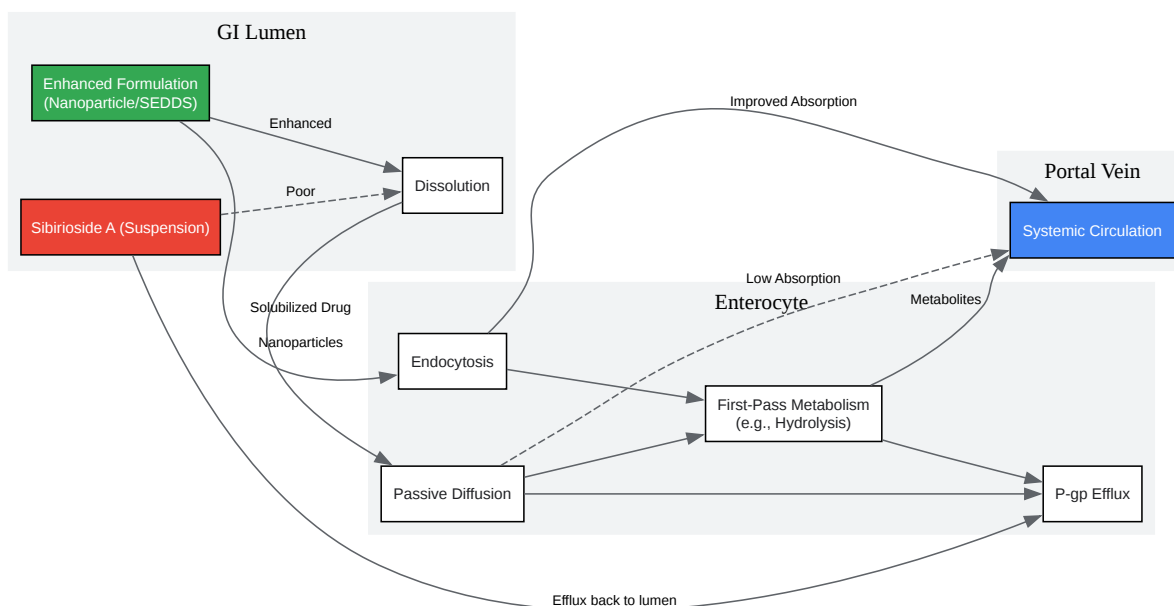 GI Lumen
Enhanced Formulation
(Nanoparticle/SEDDS)
Enhanced
Improved Absorption
Dissolution
Poor
Sibirioside A (Suspension)
Portal Vein
Systemic Circulation
Low Absorption
Enterocyte
Metabolites
Solubilized Drug
Nanoparticles
Endocytosis
First-Pass Metabolism
(e.g., Hydrolysis)
Passive Diffusion
P-gp Efflux
Efflux back to lumen